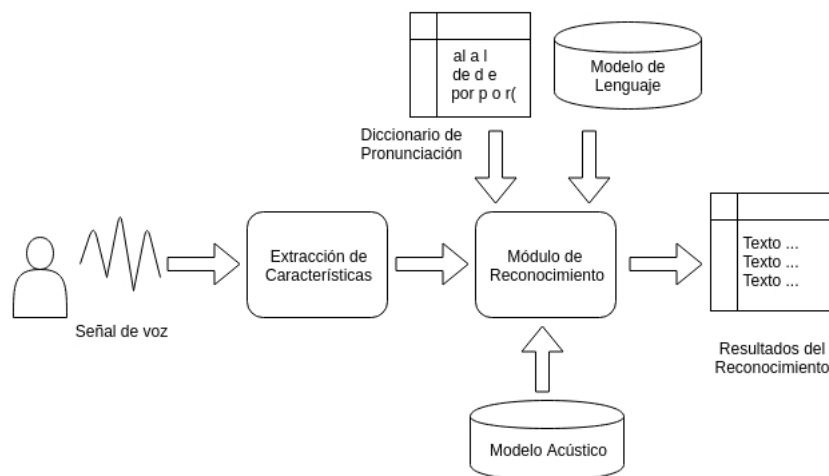 al a l
de d e
por p o r(
Modelo de
Lenguaje
Diccionario de
Pronunciación
Señal de voz
Extracción de
Características
Módulo de
Reconocimiento
Texto ...
Texto ...
Texto ...
Resultados del
Reconocimiento
Modelo Acústico